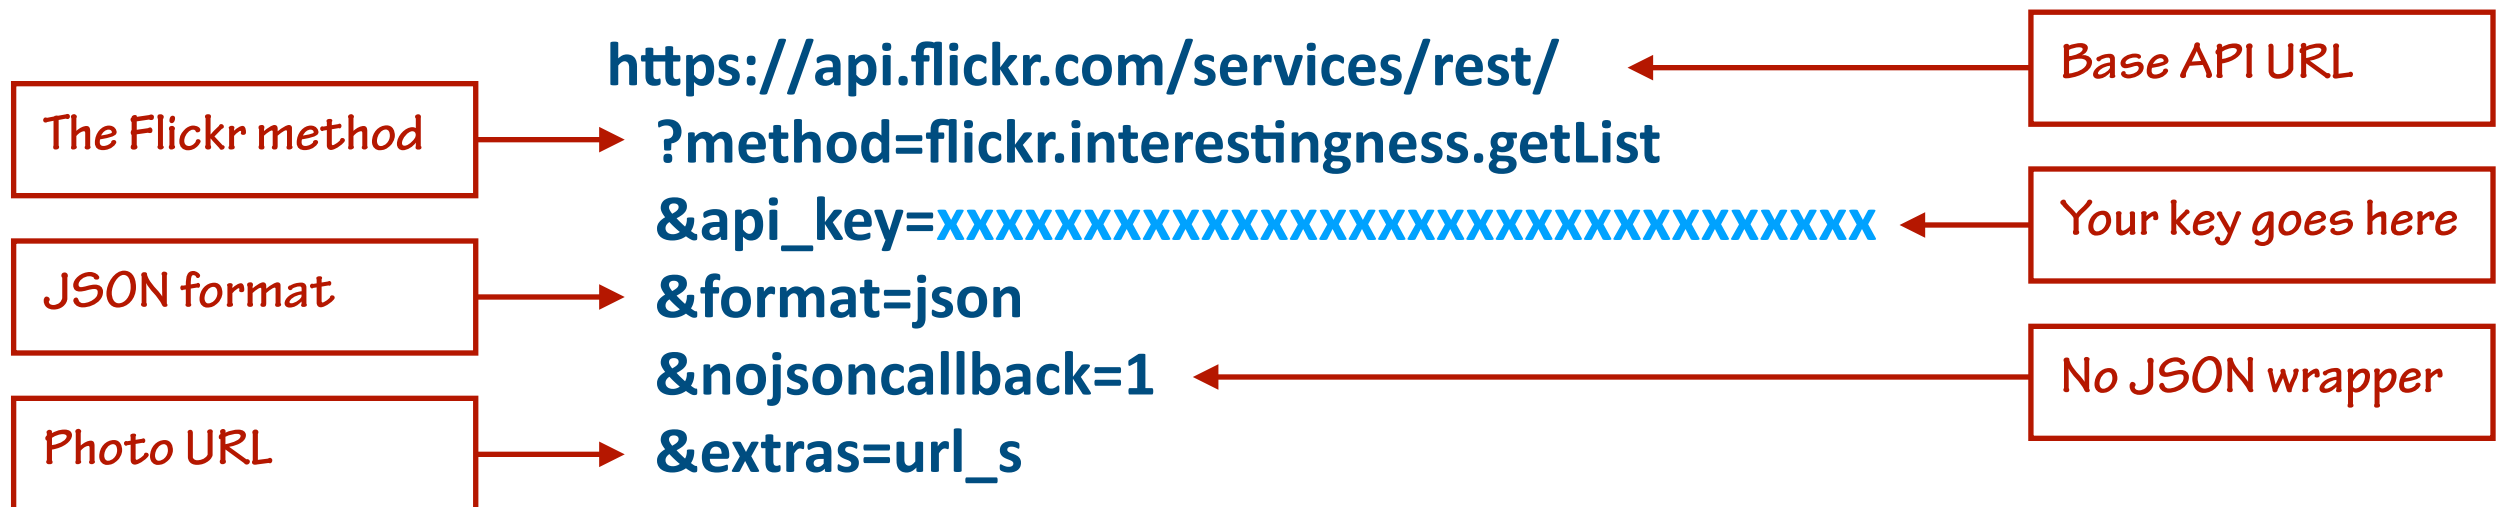 https://api.flickr.com/services/rest/
Base API URL
The Flickr method
?method=flickr.interestingness.getList
&api_key=xxxxxxxxxxxxxxxxxxxxxxxxxxxxxxxx
Your key goes here
JSON format
&format=json
&nojsoncallback=1
No JSON wrapper
Photo URL
&extras=url_s